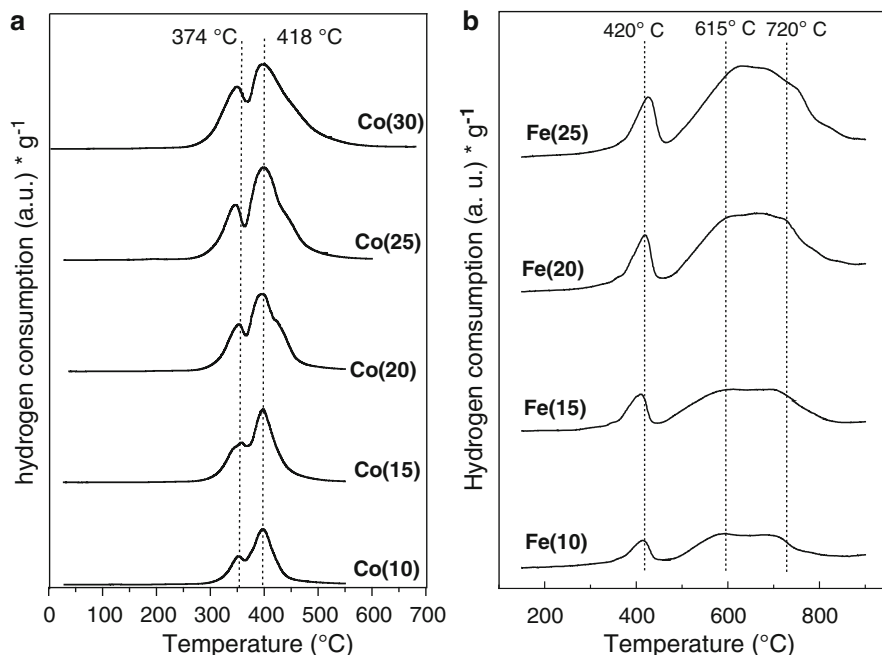 a
374 °C
418 °C
Co(30)
Co(25)
Co(20)
Co(15)
Co(10)
hydrogen consumption (a.u.) * g-1
0 100 200 300 400 500 600 700
Temperature (°C)
b
420° C
615° C
720° C
Fe(25)
Fe(20)
Fe(15)
Fe(10)
Hydrogen comsumption (a. u.) * g-1
200 400 600 800
Temperature (°C)